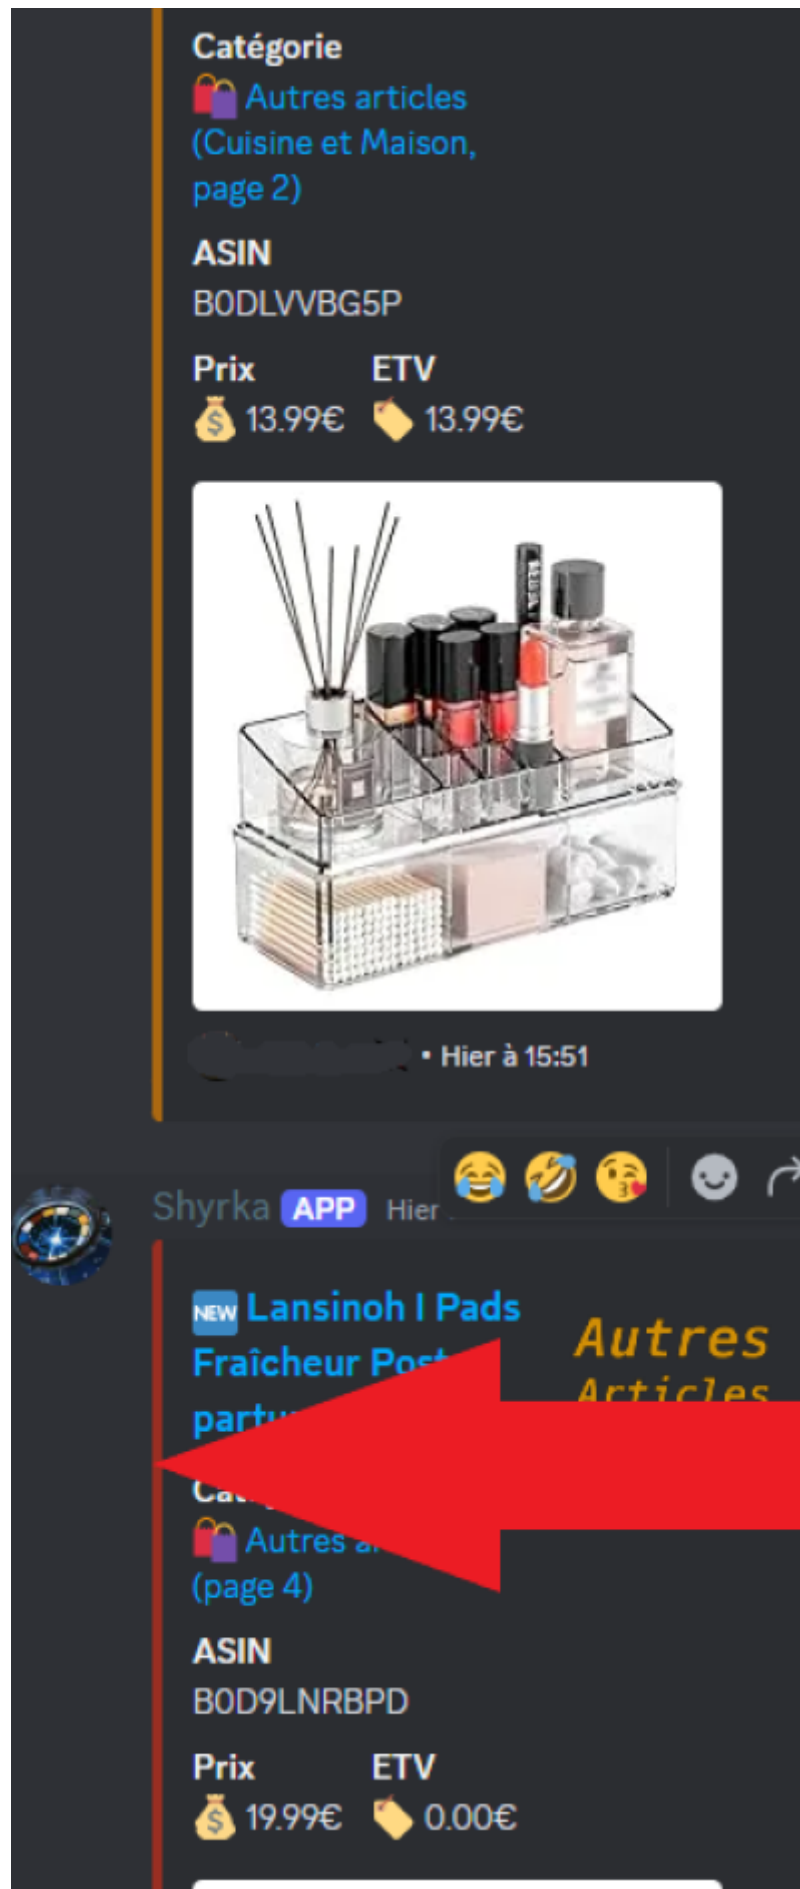 Catégorie
Autres articles
(Cuisine et Maison,
page 2)
ASIN
B0DLVVBG5P
Prix ETV
13.99€ 13.99€
• Hier à 15:51
Shyrka APP Hier
NEW Lansinoh I Pads
Fraîcheur
Autres
Articles
Autres
(page 4)
ASIN
B0D9LNRBPD
Prix ETV
19.99€ 0.00€